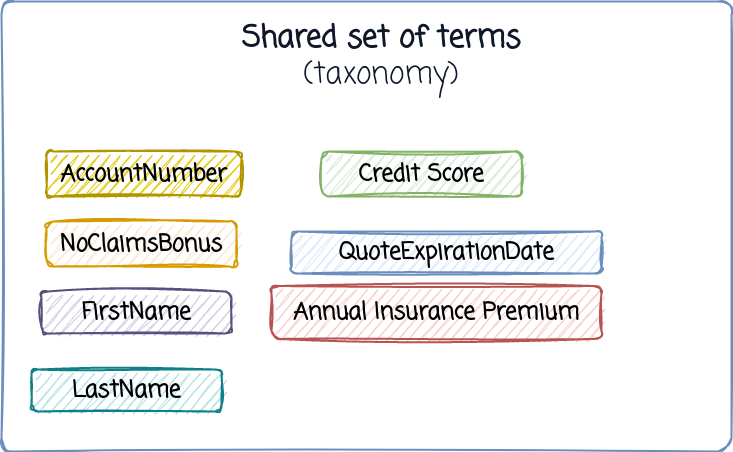 Shared set of terms
(taxonomy)
AccountNumber
Credit Score
NoClaimsBonus
QuoteExpirationDate
FirstName
Annual Insurance Premium
LastName